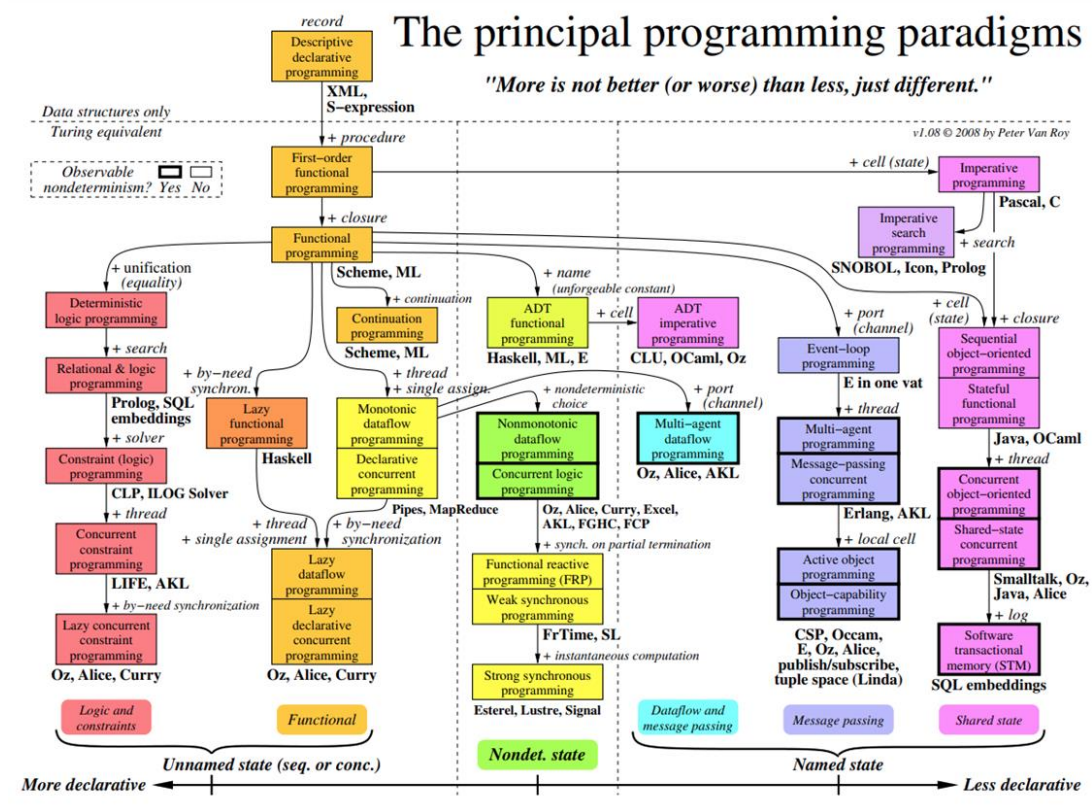 The principal programming paradigms
"More is not better (or worse) than less, just different."
v1.08 © 2008 by Peter Van Roy
record
Descriptive
declarative
programming
XML,
S−expression
Data structures only
Turing equivalent
+ procedure
Observable
nondeterminism? Yes No
First−order
functional
programming
+ cell (state)
Imperative
programming
Pascal, C
+ closure
Functional
programming
Scheme, ML
Imperative
search
programming
+ search
SNOBOL, Icon, Prolog
+ unification
(equality)
Deterministic
logic programming
+ search
Relational & logic
programming
Prolog, SQL
embeddings
+ solver
Constraint (logic)
programming
CLP, ILOG Solver
+ thread
Concurrent
constraint
programming
LIFE, AKL
+ by−need synchronization
Lazy concurrent
constraint
programming
Oz, Alice, Curry
+ continuation
Continuation
programming
Scheme, ML
+ by−need
synchron.
Lazy
functional
programming
Haskell
+ thread
+ single assignment
+ thread
+ single assign.
Monotonic
dataflow
programming
Declarative
concurrent
programming
Pipes, MapReduce
+ by−need
synchronization
Lazy
dataflow
programming
Lazy
declarative
concurrent
programming
Oz, Alice, Curry
+ name
(unforgeable constant)
ADT
functional
programming
Haskell, ML, E
+ cell
ADT
imperative
programming
CLU, OCaml, Oz
+ nondeterministic
choice
Nonmonotonic
dataflow
programming
Concurrent logic
programming
Oz, Alice, Curry, Excel,
AKL, FGHC, FCP
+ synch. on partial termination
Functional reactive
programming (FRP)
Weak synchronous
programming
FrTime, SL
+ instantaneous computation
Strong synchronous
programming
Esterel, Lustre, Signal
+ port
(channel)
Multi−agent
dataflow
programming
Oz, Alice, AKL
+ port
(channel)
Event−loop
programming
E in one vat
+ thread
Multi−agent
programming
Message−passing
concurrent
programming
Erlang, AKL
+ local cell
Active object
programming
Object−capability
programming
CSP, Occam,
E, Oz, Alice,
publish/subscribe,
tuple space (Linda)
+ cell
(state)
+ closure
Sequential
object−oriented
programming
Stateful
functional
programming
Java, OCaml
+ thread
Concurrent
object−oriented
programming
Shared−state
concurrent
programming
Smalltalk, Oz,
Java, Alice
+ log
Software
transactional
memory (STM)
SQL embeddings
Logic and
constraints
Functional
Unnamed state (seq. or conc.)
Nondet. state
Dataflow and
message passing
Message passing
Shared state
Named state
More declarative
Less declarative